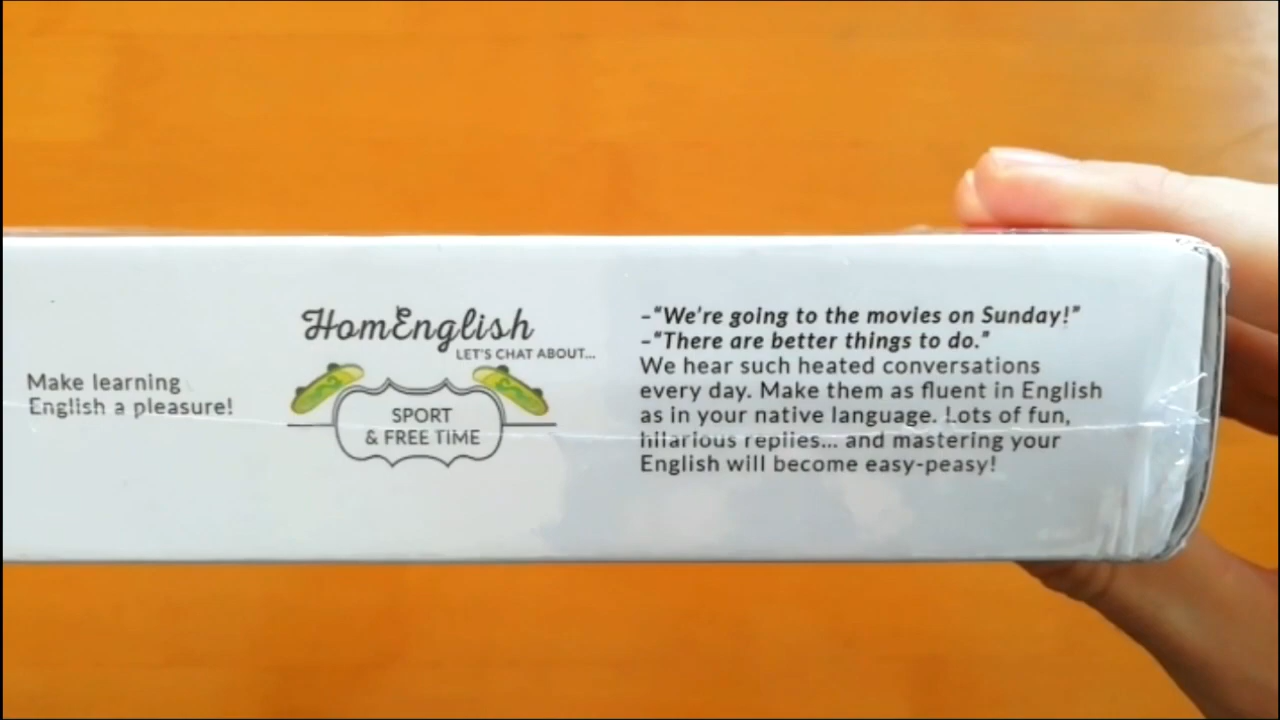 Make learning
English a pleasure!
HomEnglish
LET'S CHAT ABOUT...
SPORT
& FREE TIME
–"We're going to the movies on Sunday!"
–"There are better things to do."
We hear such heated conversations
every day. Make them as fluent in English
as in your native language. Lots of fun,
hilarious replies... and mastering your
English will become easy-peasy!